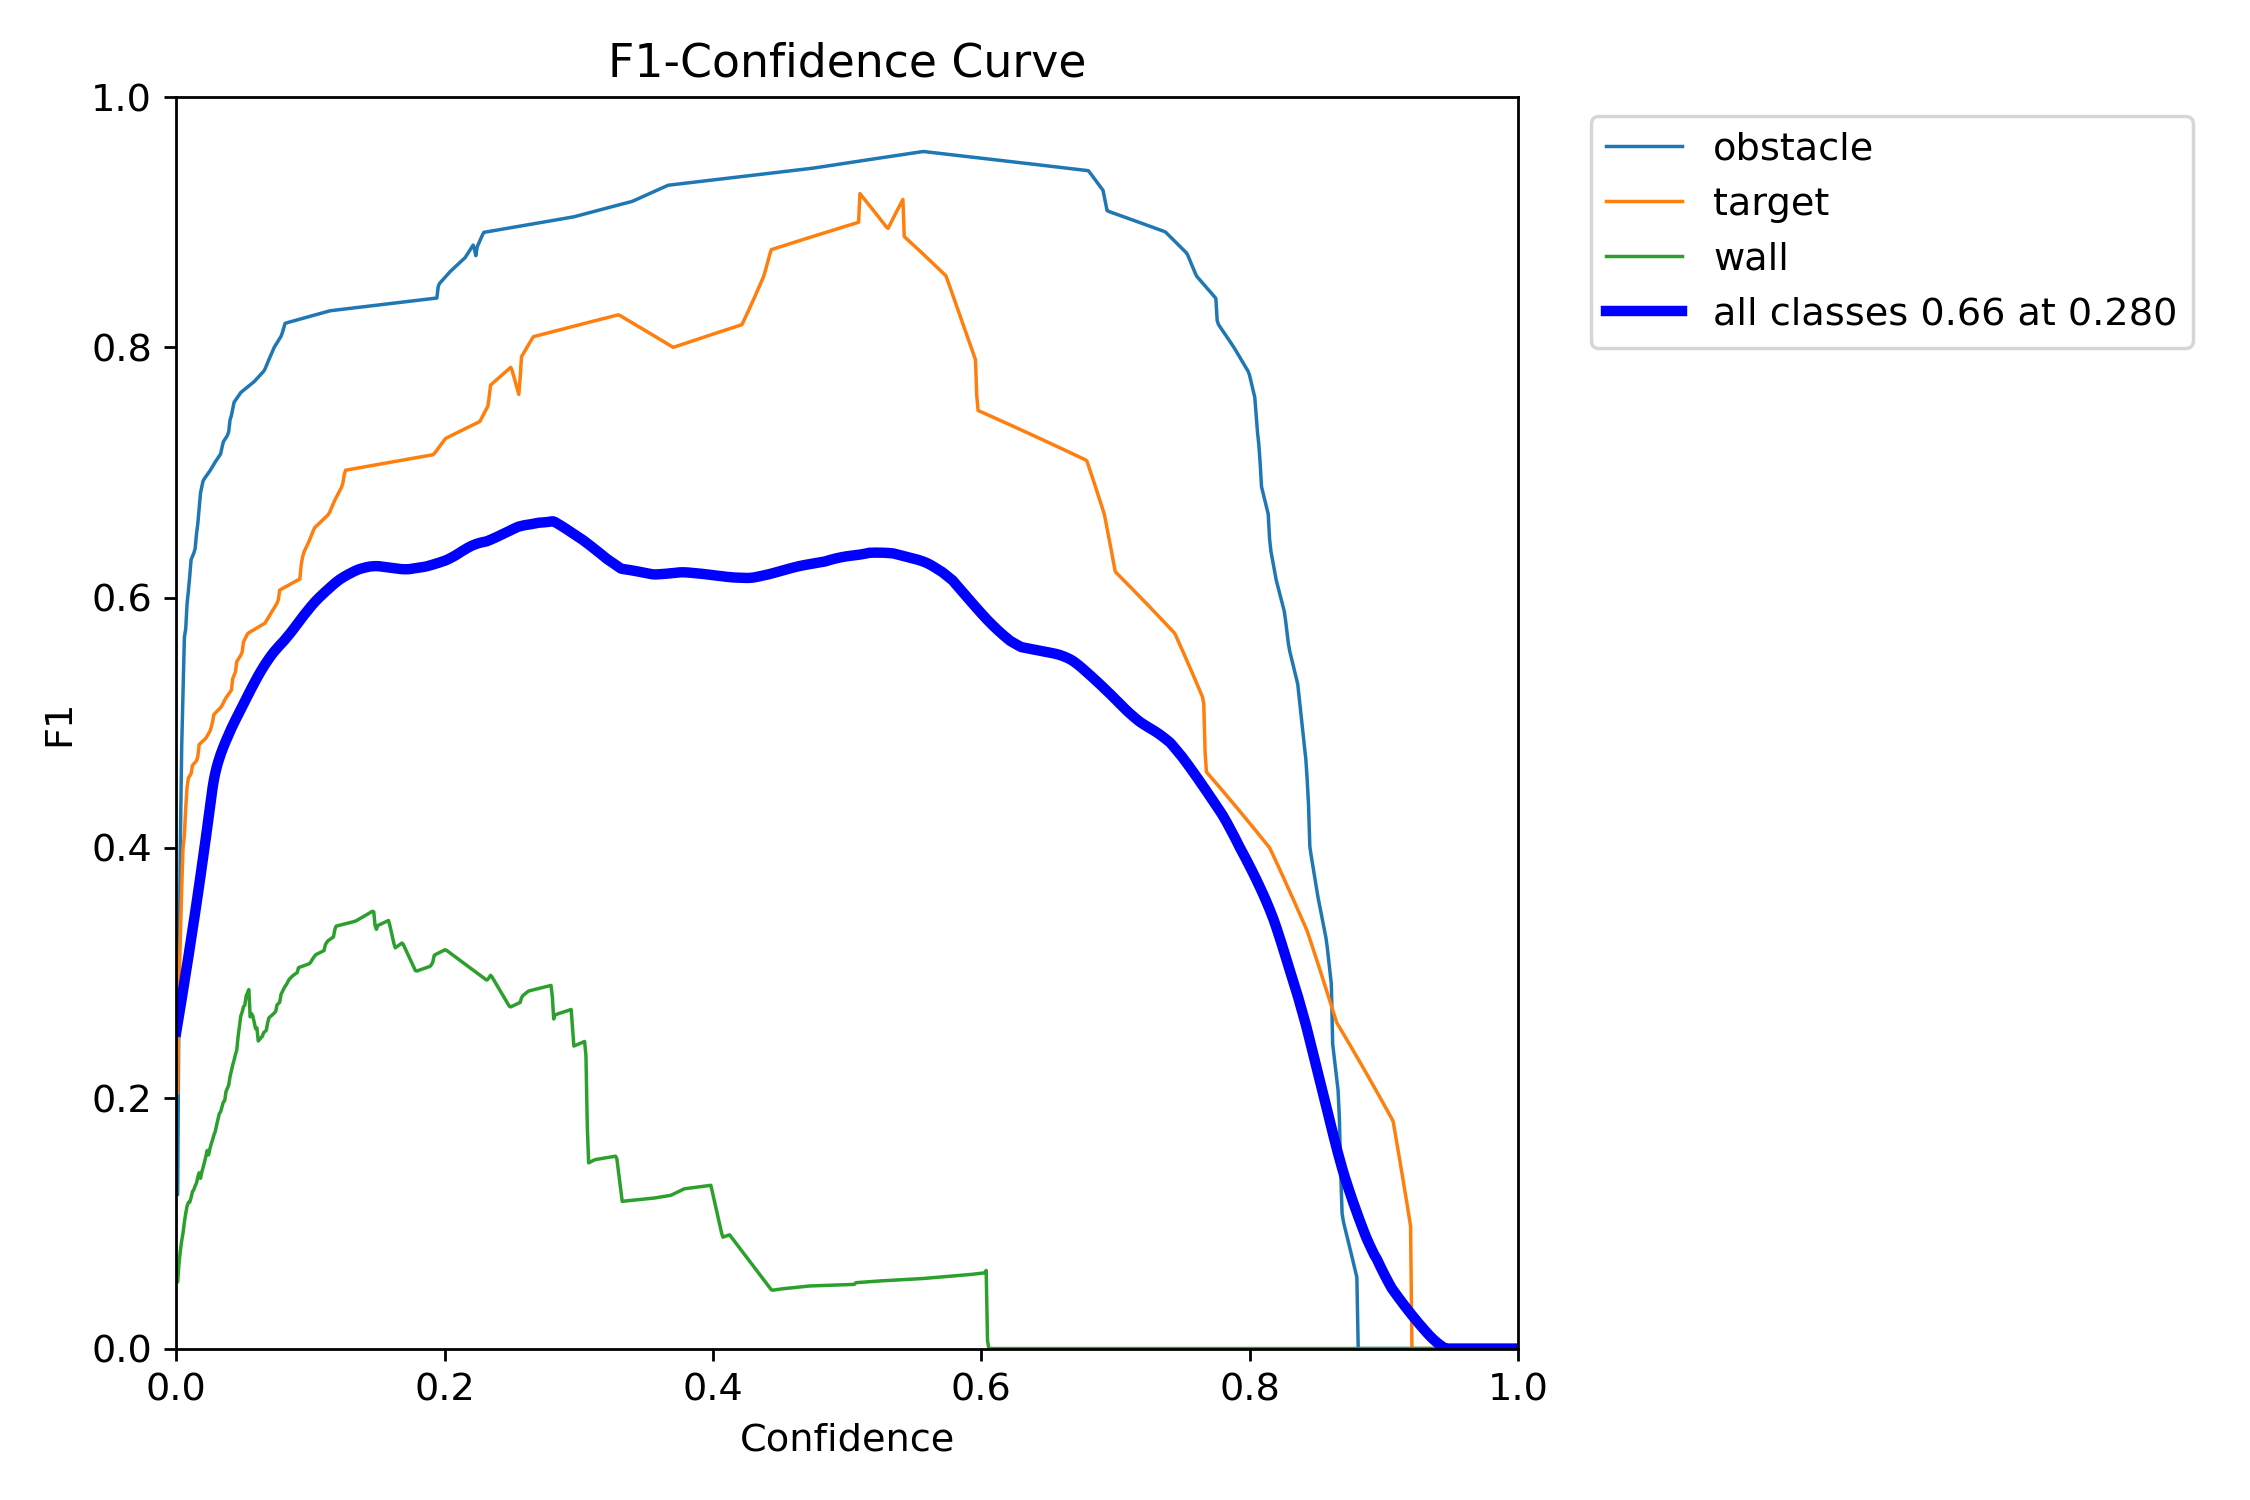 F1-Confidence Curve
1.0
0.8
0.6
0.4
0.2
0.0
F1
0.0 0.2 0.4 0.6 0.8 1.0
Confidence
obstacle
target
wall
all classes 0.66 at 0.280